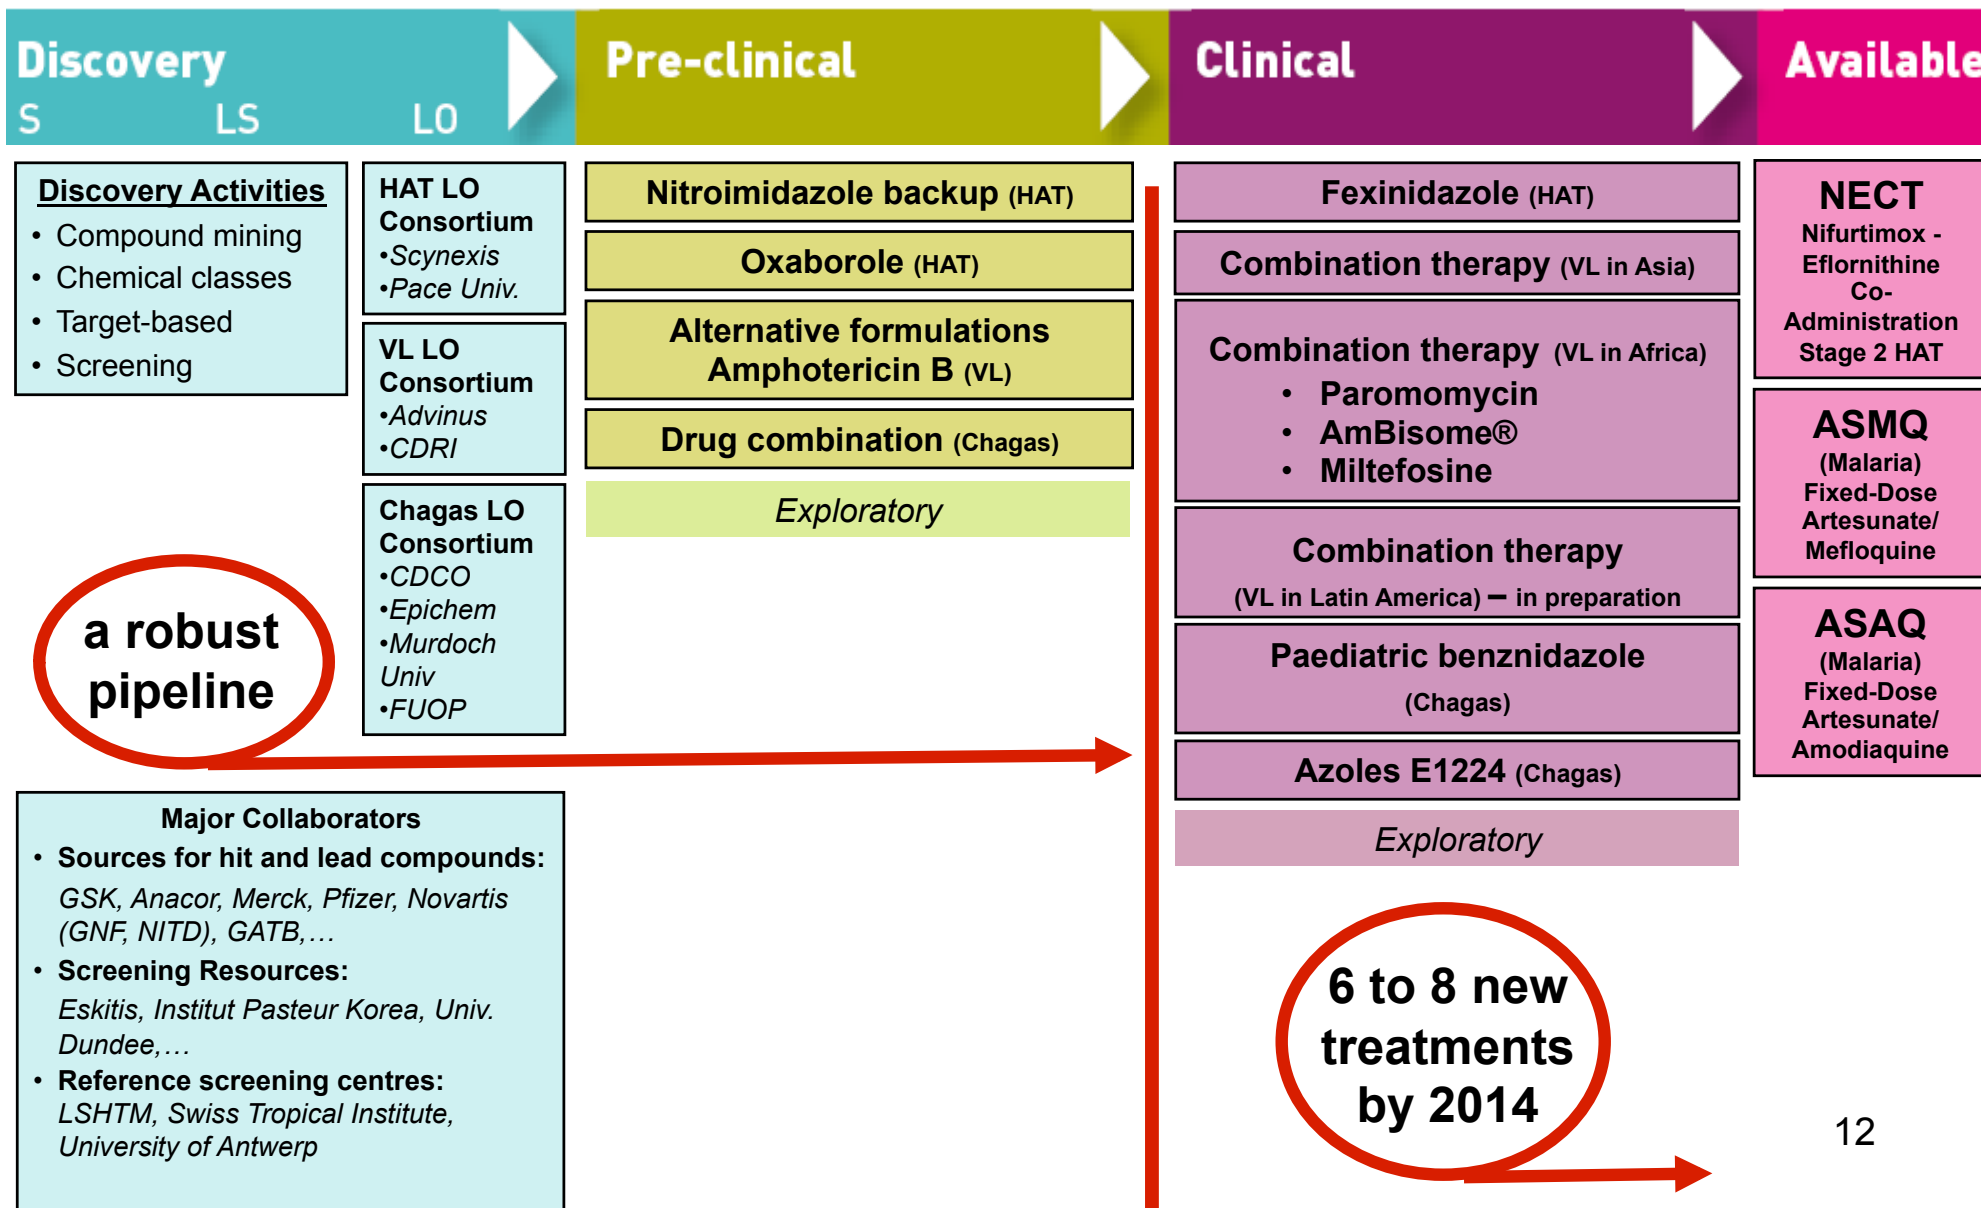 Discovery
S LS LO
Pre-clinical
Clinical
Available
Discovery Activities
• Compound mining
• Chemical classes
• Target-based
• Screening
HAT LO
Consortium
•Scynexis
•Pace Univ.
VL LO
Consortium
•Advinus
•CDRI
Chagas LO
Consortium
•CDCO
•Epichem
•Murdoch
Univ
•FUOP
a robust
pipeline
Major Collaborators
• Sources for hit and lead compounds:
GSK, Anacor, Merck, Pfizer, Novartis
(GNF, NITD), GATB,…
• Screening Resources:
Eskitis, Institut Pasteur Korea, Univ.
Dundee,…
• Reference screening centres:
LSHTM, Swiss Tropical Institute,
University of Antwerp
Nitroimidazole backup (HAT)
Oxaborole (HAT)
Alternative formulations
Amphotericin B (VL)
Drug combination (Chagas)
Exploratory
Fexinidazole (HAT)
Combination therapy (VL in Asia)
Combination therapy (VL in Africa)
• Paromomycin
• AmBisome®
• Miltefosine
Combination therapy
(VL in Latin America) – in preparation
Paediatric benznidazole
(Chagas)
Azoles E1224 (Chagas)
Exploratory
6 to 8 new
treatments
by 2014
NECT
Nifurtimox -
Eflornithine
Co-
Administration
Stage 2 HAT
ASMQ
(Malaria)
Fixed-Dose
Artesunate/
Mefloquine
ASAQ
(Malaria)
Fixed-Dose
Artesunate/
Amodiaquine
12